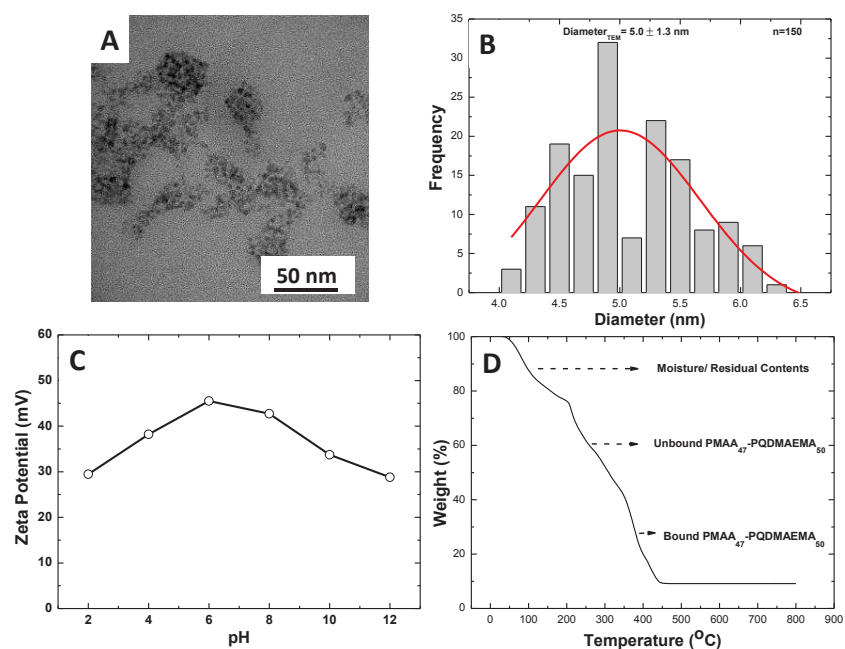 A
50 nm
B
Diameter_TEM = 5.0 ± 1.3 nm
n=150
35
30
25
20
15
10
5
0
Frequency
4.0 4.5 5.0 5.5 6.0 6.5
Diameter (nm)
C
60
50
40
30
20
10
0
Zeta Potential (mV)
2 4 6 8 10 12
pH
D
100
80
60
40
20
0
Weight (%)
Moisture/ Residual Contents
Unbound PMAA47-PQDMAEMA50
Bound PMAA47-PQDMAEMA50
0 100 200 300 400 500 600 700 800 900
Temperature (OC)